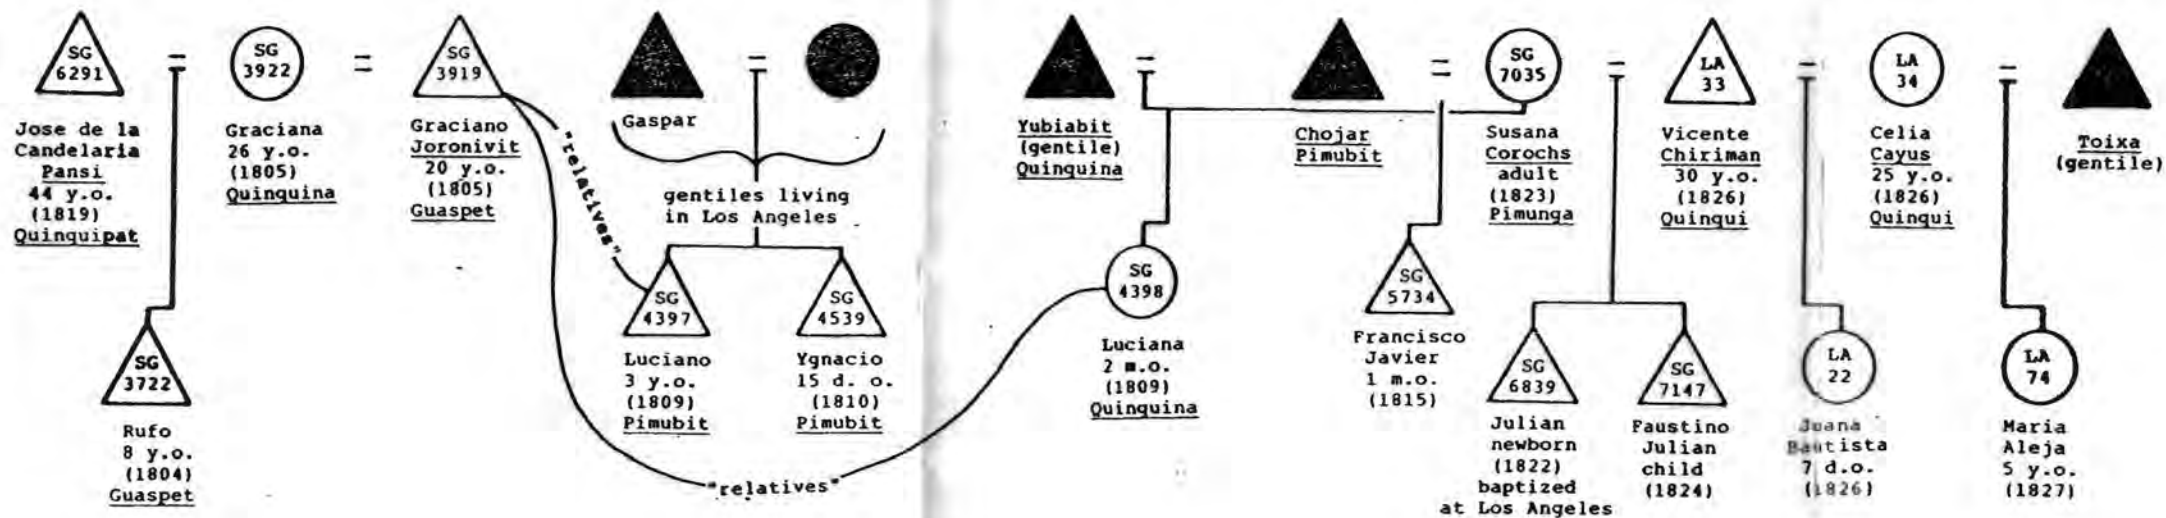 SG
6291
Jose de la
Candelaria
Pansi
44 y.o.
(1819)
Quinquipat
=
SG
3922
Graciana
26 y.o.
(1805)
Quinquina
=
SG
3919
Graciano
Joronivit
20 y.o.
(1805)
Guaspet
SG
3722
Rufo
8 y.o.
(1804)
Guaspet
"relatives"
Gaspar
=
gentiles living
in Los Angeles
SG
4397
Luciano
3 y.o.
(1809)
Pimubit
SG
4539
Ygnacio
15 d. o.
(1810)
Pimubit
"relatives"
Yubiabit
(gentile)
Quinquina
=
SG
4398
Luciana
2 m.o.
(1809)
Quinquina
Chojar
Pimubit
=
SG
5734
Francisco
Javier
1 m.o.
(1815)
SG
7035
Susana
Corochs
adult
(1823)
Pimunga
=
SG
6839
Julian
newborn
(1822)
baptized
at Los Angeles
SG
7147
Faustino
Julian
child
(1824)
LA
33
Vicente
Chiriman
30 y.o.
(1826)
Quinqui
=
LA
22
Juana
Bautista
7 d.o.
(1826)
LA
34
Celia
Cayus
25 y.o.
(1826)
Quinqui
=
LA
74
Maria
Aleja
5 y.o.
(1827)
Toixa
(gentile)